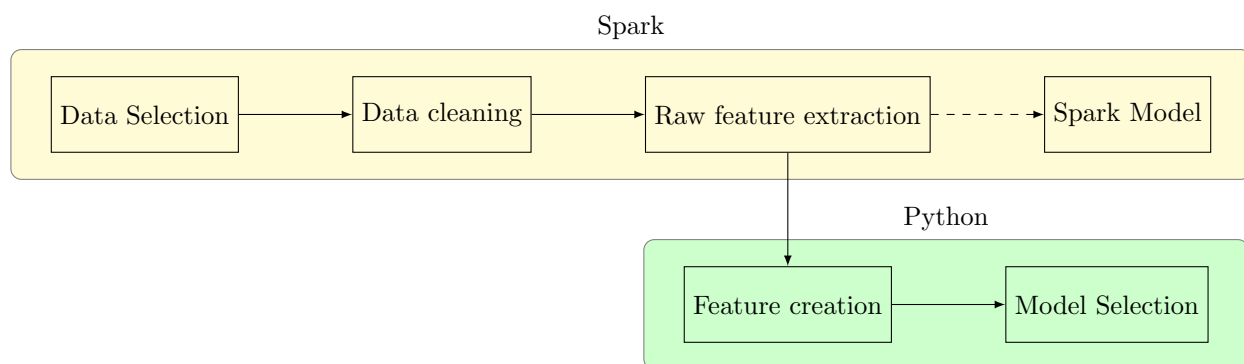 Spark
Data Selection
Data cleaning
Raw feature extraction
Spark Model
Python
Feature creation
Model Selection